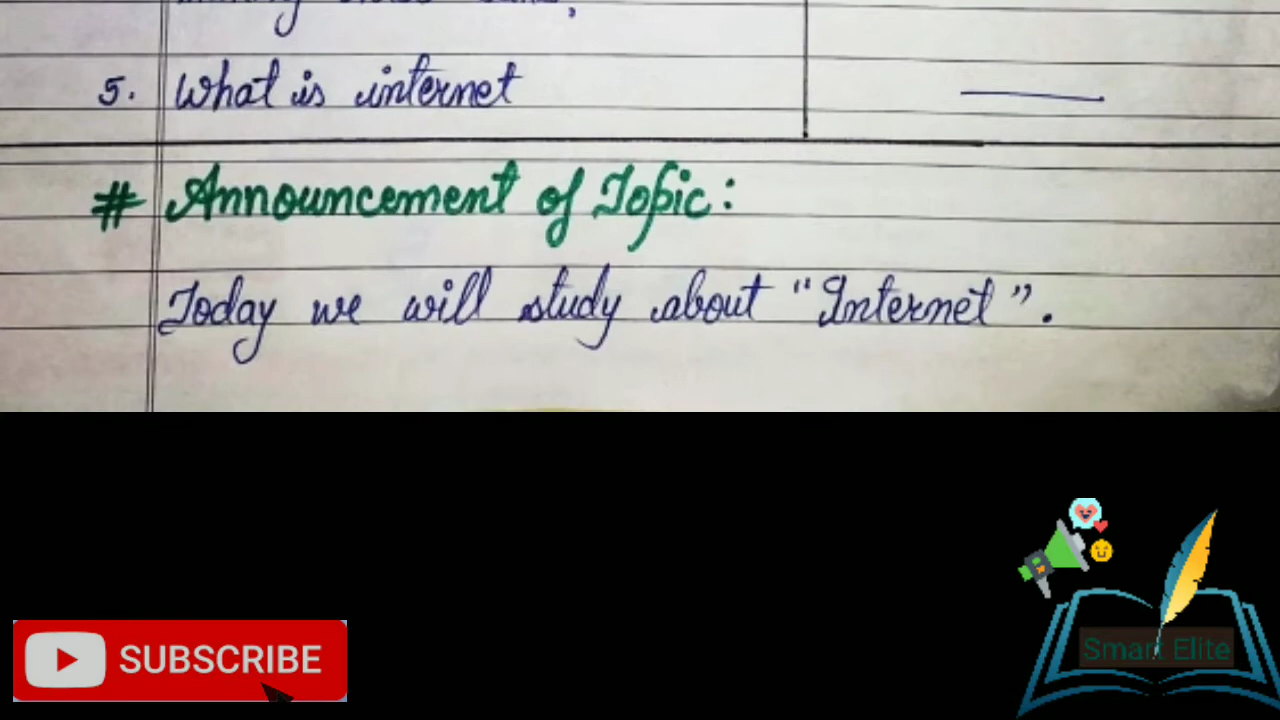 5. What is internet
# Announcement of Topic:
Today we will study about "Internet".
SUBSCRIBE
Smart Elite